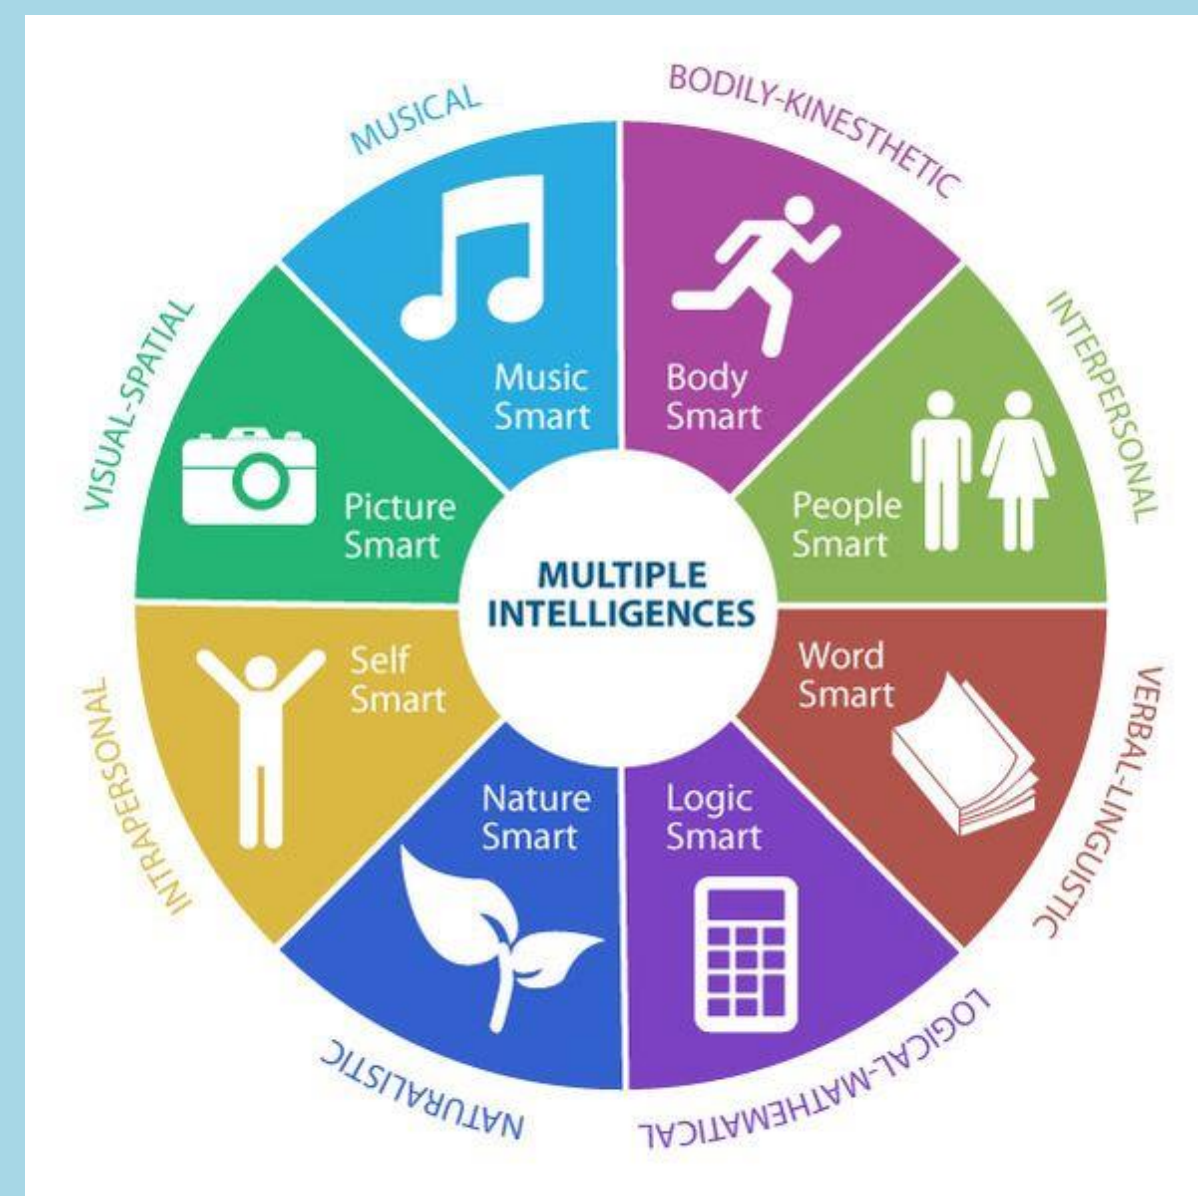 MUSICAL
BODILY-KINESTHETIC
INTERPERSONAL
VERBAL-LINGUISTIC
LOGICAL-MATHEMATICAL
NATURALISTIC
INTRAPERSONAL
VISUAL-SPATIAL
Music
Smart
Body
Smart
People
Smart
Word
Smart
Logic
Smart
Nature
Smart
Self
Smart
Picture
Smart
MULTIPLE
INTELLIGENCES